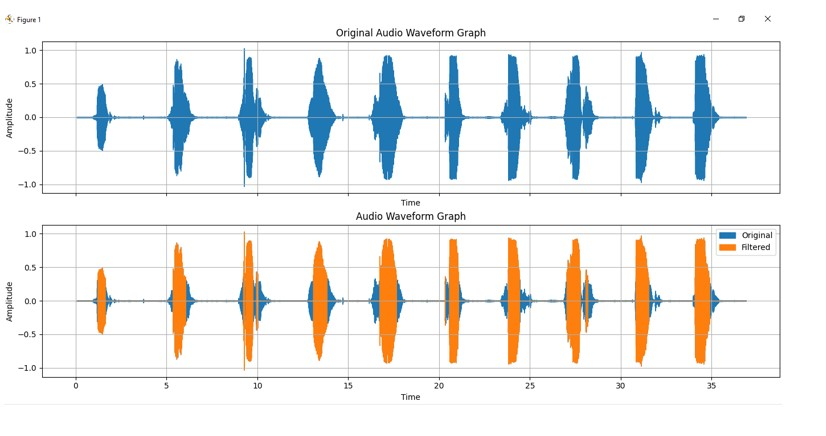 Figure 1
Original Audio Waveform Graph
1.0
0.5
0.0
−0.5
−1.0
Amplitude
Time
Audio Waveform Graph
1.0
0.5
0.0
−0.5
−1.0
Amplitude
Original
Filtered
0 5 10 15 20 25 30 35
Time